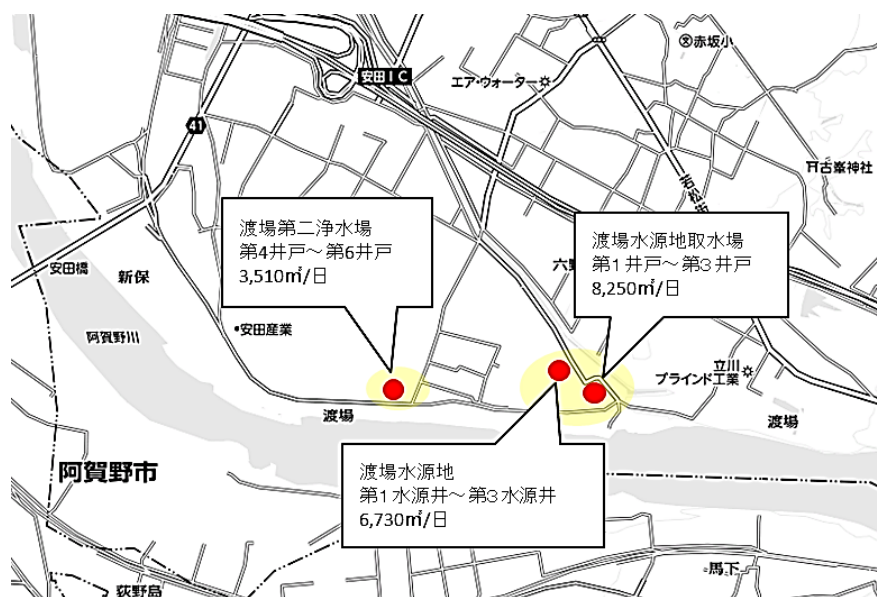 赤坂小
安田IC
エア・ウォーター
41
古峯神社
若松街
渡場第二浄水場
第4井戸～第6井戸
3,510㎥/日
渡場水源地取水場
第1井戸～第3井戸
8,250㎥/日
六野
安田橋
新保
阿賀野川
安田産業
立川
ブラインド工業
渡場
渡場
阿賀野市
渡場水源地
第1水源井～第3水源井
6,730㎥/日
馬下
荻野島